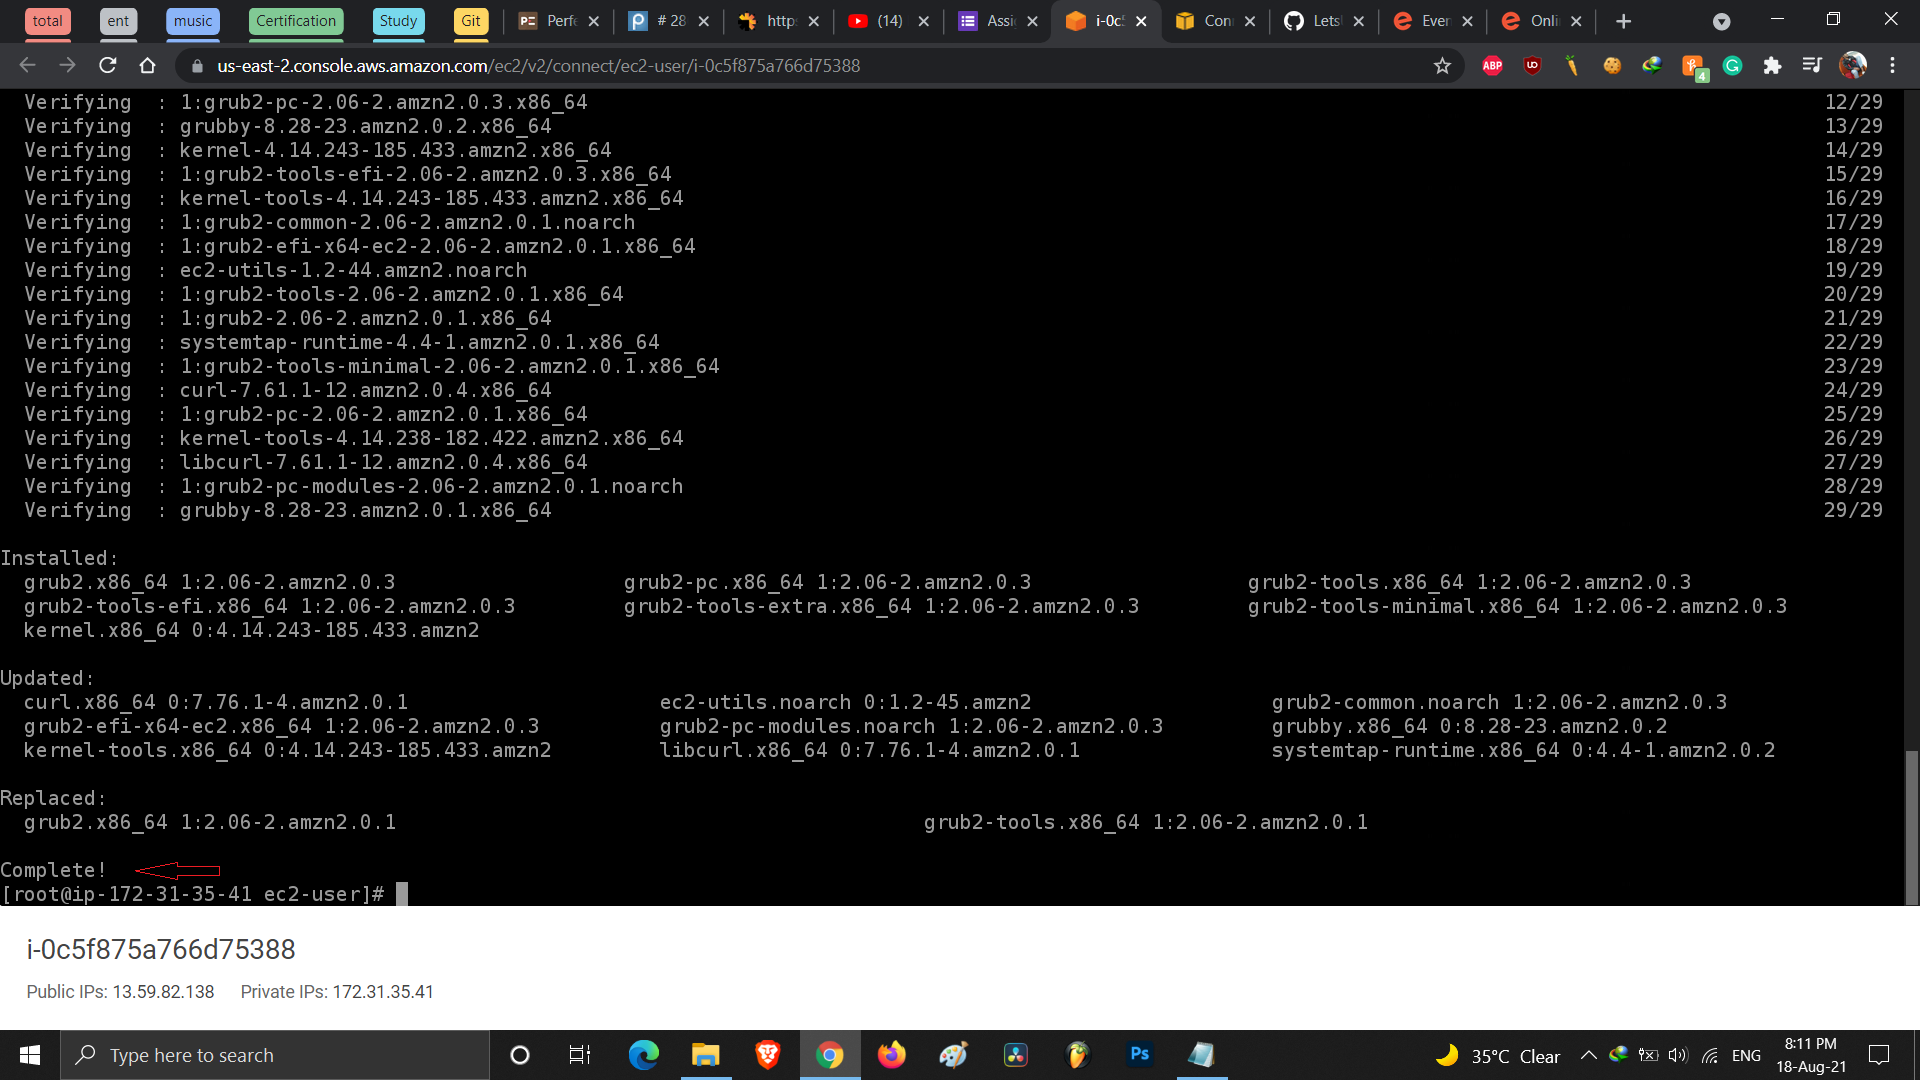 total ent music Certification Study Git Perfe # 28 http (14) Assi i-0c5 Con Lets Even Onli
us-east-2.console.aws.amazon.com/ec2/v2/connect/ec2-user/i-0c5f875a766d75388 ABP UD 4
Verifying : 1:grub2-pc-2.06-2.amzn2.0.3.x86_64 12/29
Verifying : grubby-8.28-23.amzn2.0.2.x86_64 13/29
Verifying : kernel-4.14.243-185.433.amzn2.x86_64 14/29
Verifying : 1:grub2-tools-efi-2.06-2.amzn2.0.3.x86_64 15/29
Verifying : kernel-tools-4.14.243-185.433.amzn2.x86_64 16/29
Verifying : 1:grub2-common-2.06-2.amzn2.0.1.noarch 17/29
Verifying : 1:grub2-efi-x64-ec2-2.06-2.amzn2.0.1.x86_64 18/29
Verifying : ec2-utils-1.2-44.amzn2.noarch 19/29
Verifying : 1:grub2-tools-2.06-2.amzn2.0.1.x86_64 20/29
Verifying : 1:grub2-2.06-2.amzn2.0.1.x86_64 21/29
Verifying : systemtap-runtime-4.4-1.amzn2.0.1.x86_64 22/29
Verifying : 1:grub2-tools-minimal-2.06-2.amzn2.0.1.x86_64 23/29
Verifying : curl-7.61.1-12.amzn2.0.4.x86_64 24/29
Verifying : 1:grub2-pc-2.06-2.amzn2.0.1.x86_64 25/29
Verifying : kernel-tools-4.14.238-182.422.amzn2.x86_64 26/29
Verifying : libcurl-7.61.1-12.amzn2.0.4.x86_64 27/29
Verifying : 1:grub2-pc-modules-2.06-2.amzn2.0.1.noarch 28/29
Verifying : grubby-8.28-23.amzn2.0.1.x86_64 29/29
Installed:
grub2.x86_64 1:2.06-2.amzn2.0.3 grub2-pc.x86_64 1:2.06-2.amzn2.0.3 grub2-tools.x86_64 1:2.06-2.amzn2.0.3
grub2-tools-efi.x86_64 1:2.06-2.amzn2.0.3 grub2-tools-extra.x86_64 1:2.06-2.amzn2.0.3 grub2-tools-minimal.x86_64 1:2.06-2.amzn2.0.3
kernel.x86_64 0:4.14.243-185.433.amzn2
Updated:
curl.x86_64 0:7.76.1-4.amzn2.0.1 ec2-utils.noarch 0:1.2-45.amzn2 grub2-common.noarch 1:2.06-2.amzn2.0.3
grub2-efi-x64-ec2.x86_64 1:2.06-2.amzn2.0.3 grub2-pc-modules.noarch 1:2.06-2.amzn2.0.3 grubby.x86_64 0:8.28-23.amzn2.0.2
kernel-tools.x86_64 0:4.14.243-185.433.amzn2 libcurl.x86_64 0:7.76.1-4.amzn2.0.1 systemtap-runtime.x86_64 0:4.4-1.amzn2.0.2
Replaced:
grub2.x86_64 1:2.06-2.amzn2.0.1 grub2-tools.x86_64 1:2.06-2.amzn2.0.1
Complete!
[root@ip-172-31-35-41 ec2-user]#
i-0c5f875a766d75388
Public IPs: 13.59.82.138 Private IPs: 172.31.35.41
Type here to search Ps 35°C Clear ENG 8:11 PM
18-Aug-21